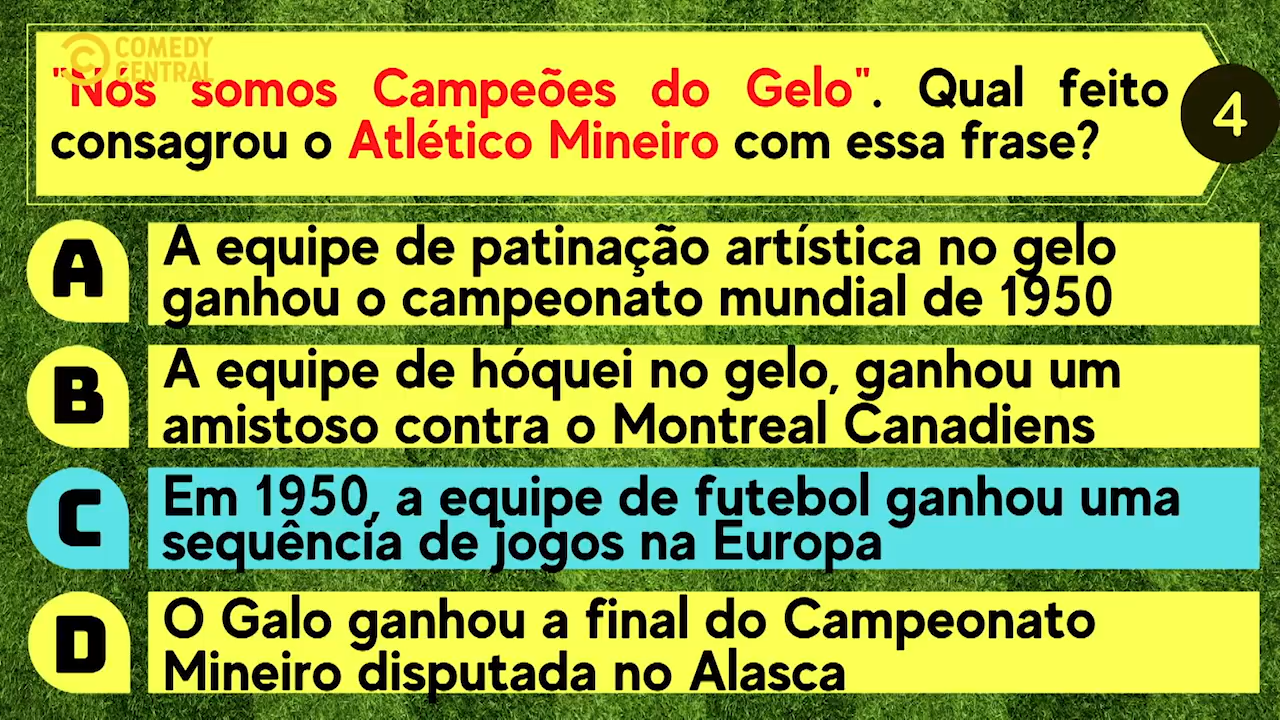 COMEDY
CENTRAL
"Nós somos Campeões do Gelo". Qual feito
consagrou o Atlético Mineiro com essa frase?
4
A
A equipe de patinação artística no gelo
ganhou o campeonato mundial de 1950
B
A equipe de hóquei no gelo, ganhou um
amistoso contra o Montreal Canadiens
C
Em 1950, a equipe de futebol ganhou uma
sequência de jogos na Europa
D
O Galo ganhou a final do Campeonato
Mineiro disputada no Alasca